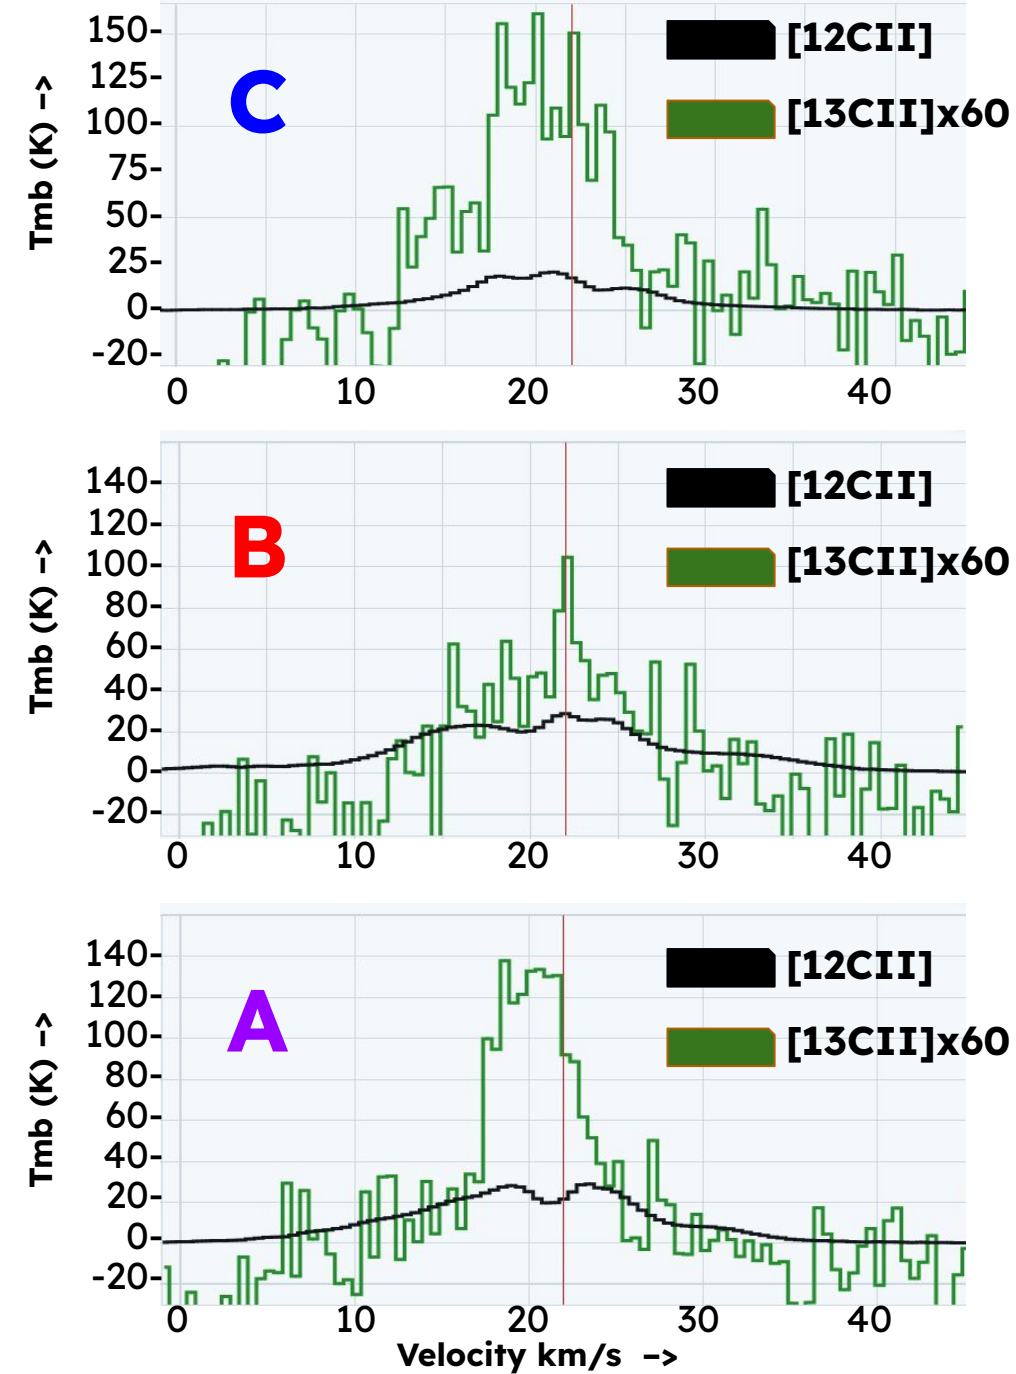 C
Tmb (K) –>
150-
125-
100-
75-
50-
25-
0-
-20-
[12CII]
[13CII]x60
0 10 20 30 40
B
Tmb (K) –>
140-
120-
100-
80-
60-
40-
20-
0-
-20-
[12CII]
[13CII]x60
0 10 20 30 40
A
Tmb (K) –>
140-
120-
100-
80-
60-
40-
20-
0-
-20-
[12CII]
[13CII]x60
0 10 20 30 40
Velocity km/s –>